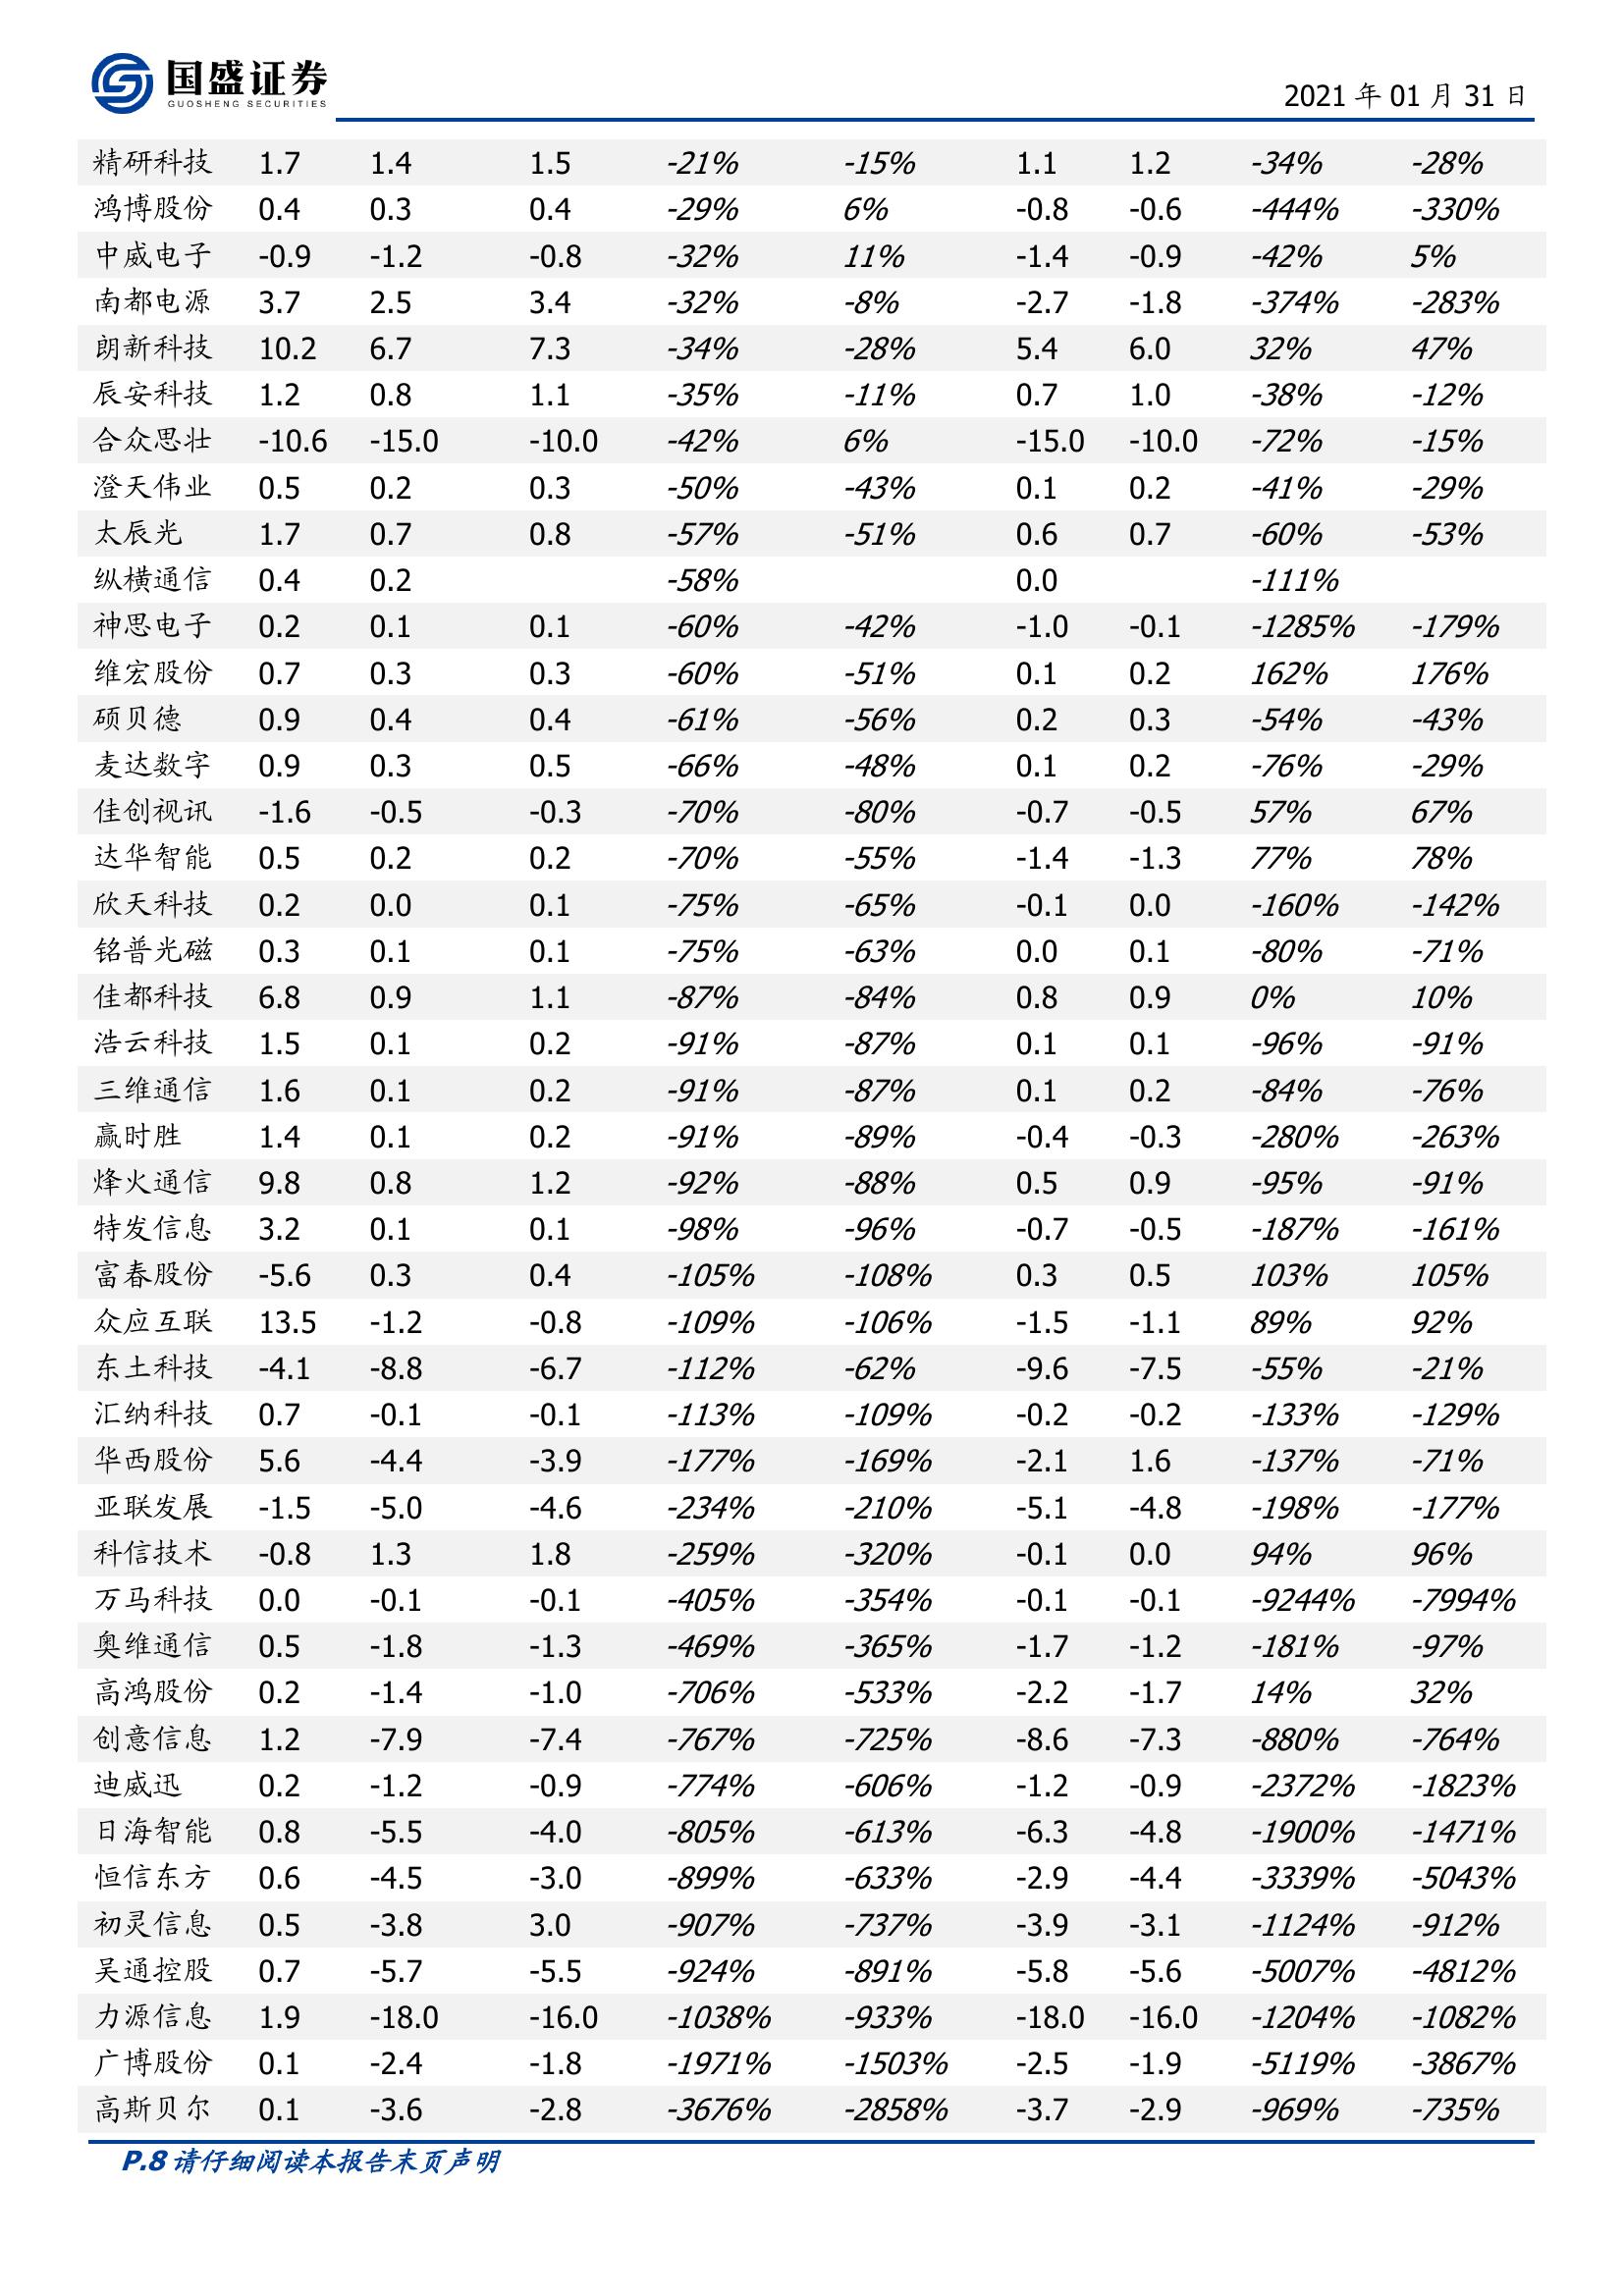 国盛证券
GUOSHENG SECURITIES
2021 年 01 月 31 日
精研科技 1.7 1.4 1.5 -21% -15% 1.1 1.2 -34% -28%
鸿博股份 0.4 0.3 0.4 -29% 6% -0.8 -0.6 -444% -330%
中威电子 -0.9 -1.2 -0.8 -32% 11% -1.4 -0.9 -42% 5%
南都电源 3.7 2.5 3.4 -32% -8% -2.7 -1.8 -374% -283%
朗新科技 10.2 6.7 7.3 -34% -28% 5.4 6.0 32% 47%
辰安科技 1.2 0.8 1.1 -35% -11% 0.7 1.0 -38% -12%
合众思壮 -10.6 -15.0 -10.0 -42% 6% -15.0 -10.0 -72% -15%
澄天伟业 0.5 0.2 0.3 -50% -43% 0.1 0.2 -41% -29%
太辰光 1.7 0.7 0.8 -57% -51% 0.6 0.7 -60% -53%
纵横通信 0.4 0.2 -58% 0.0 -111%
神思电子 0.2 0.1 0.1 -60% -42% -1.0 -0.1 -1285% -179%
维宏股份 0.7 0.3 0.3 -60% -51% 0.1 0.2 162% 176%
硕贝德 0.9 0.4 0.4 -61% -56% 0.2 0.3 -54% -43%
麦达数字 0.9 0.3 0.5 -66% -48% 0.1 0.2 -76% -29%
佳创视讯 -1.6 -0.5 -0.3 -70% -80% -0.7 -0.5 57% 67%
达华智能 0.5 0.2 0.2 -70% -55% -1.4 -1.3 77% 78%
欣天科技 0.2 0.0 0.1 -75% -65% -0.1 0.0 -160% -142%
铭普光磁 0.3 0.1 0.1 -75% -63% 0.0 0.1 -80% -71%
佳都科技 6.8 0.9 1.1 -87% -84% 0.8 0.9 0% 10%
浩云科技 1.5 0.1 0.2 -91% -87% 0.1 0.1 -96% -91%
三维通信 1.6 0.1 0.2 -91% -87% 0.1 0.2 -84% -76%
赢时胜 1.4 0.1 0.2 -91% -89% -0.4 -0.3 -280% -263%
烽火通信 9.8 0.8 1.2 -92% -88% 0.5 0.9 -95% -91%
特发信息 3.2 0.1 0.1 -98% -96% -0.7 -0.5 -187% -161%
富春股份 -5.6 0.3 0.4 -105% -108% 0.3 0.5 103% 105%
众应互联 13.5 -1.2 -0.8 -109% -106% -1.5 -1.1 89% 92%
东土科技 -4.1 -8.8 -6.7 -112% -62% -9.6 -7.5 -55% -21%
汇纳科技 0.7 -0.1 -0.1 -113% -109% -0.2 -0.2 -133% -129%
华西股份 5.6 -4.4 -3.9 -177% -169% -2.1 1.6 -137% -71%
亚联发展 -1.5 -5.0 -4.6 -234% -210% -5.1 -4.8 -198% -177%
科信技术 -0.8 1.3 1.8 -259% -320% -0.1 0.0 94% 96%
万马科技 0.0 -0.1 -0.1 -405% -354% -0.1 -0.1 -9244% -7994%
奥维通信 0.5 -1.8 -1.3 -469% -365% -1.7 -1.2 -181% -97%
高鸿股份 0.2 -1.4 -1.0 -706% -533% -2.2 -1.7 14% 32%
创意信息 1.2 -7.9 -7.4 -767% -725% -8.6 -7.3 -880% -764%
迪威迅 0.2 -1.2 -0.9 -774% -606% -1.2 -0.9 -2372% -1823%
日海智能 0.8 -5.5 -4.0 -805% -613% -6.3 -4.8 -1900% -1471%
恒信东方 0.6 -4.5 -3.0 -899% -633% -2.9 -4.4 -3339% -5043%
初灵信息 0.5 -3.8 3.0 -907% -737% -3.9 -3.1 -1124% -912%
吴通控股 0.7 -5.7 -5.5 -924% -891% -5.8 -5.6 -5007% -4812%
力源信息 1.9 -18.0 -16.0 -1038% -933% -18.0 -16.0 -1204% -1082%
广博股份 0.1 -2.4 -1.8 -1971% -1503% -2.5 -1.9 -5119% -3867%
高斯贝尔 0.1 -3.6 -2.8 -3676% -2858% -3.7 -2.9 -969% -735%
P.8 请仔细阅读本报告末页声明